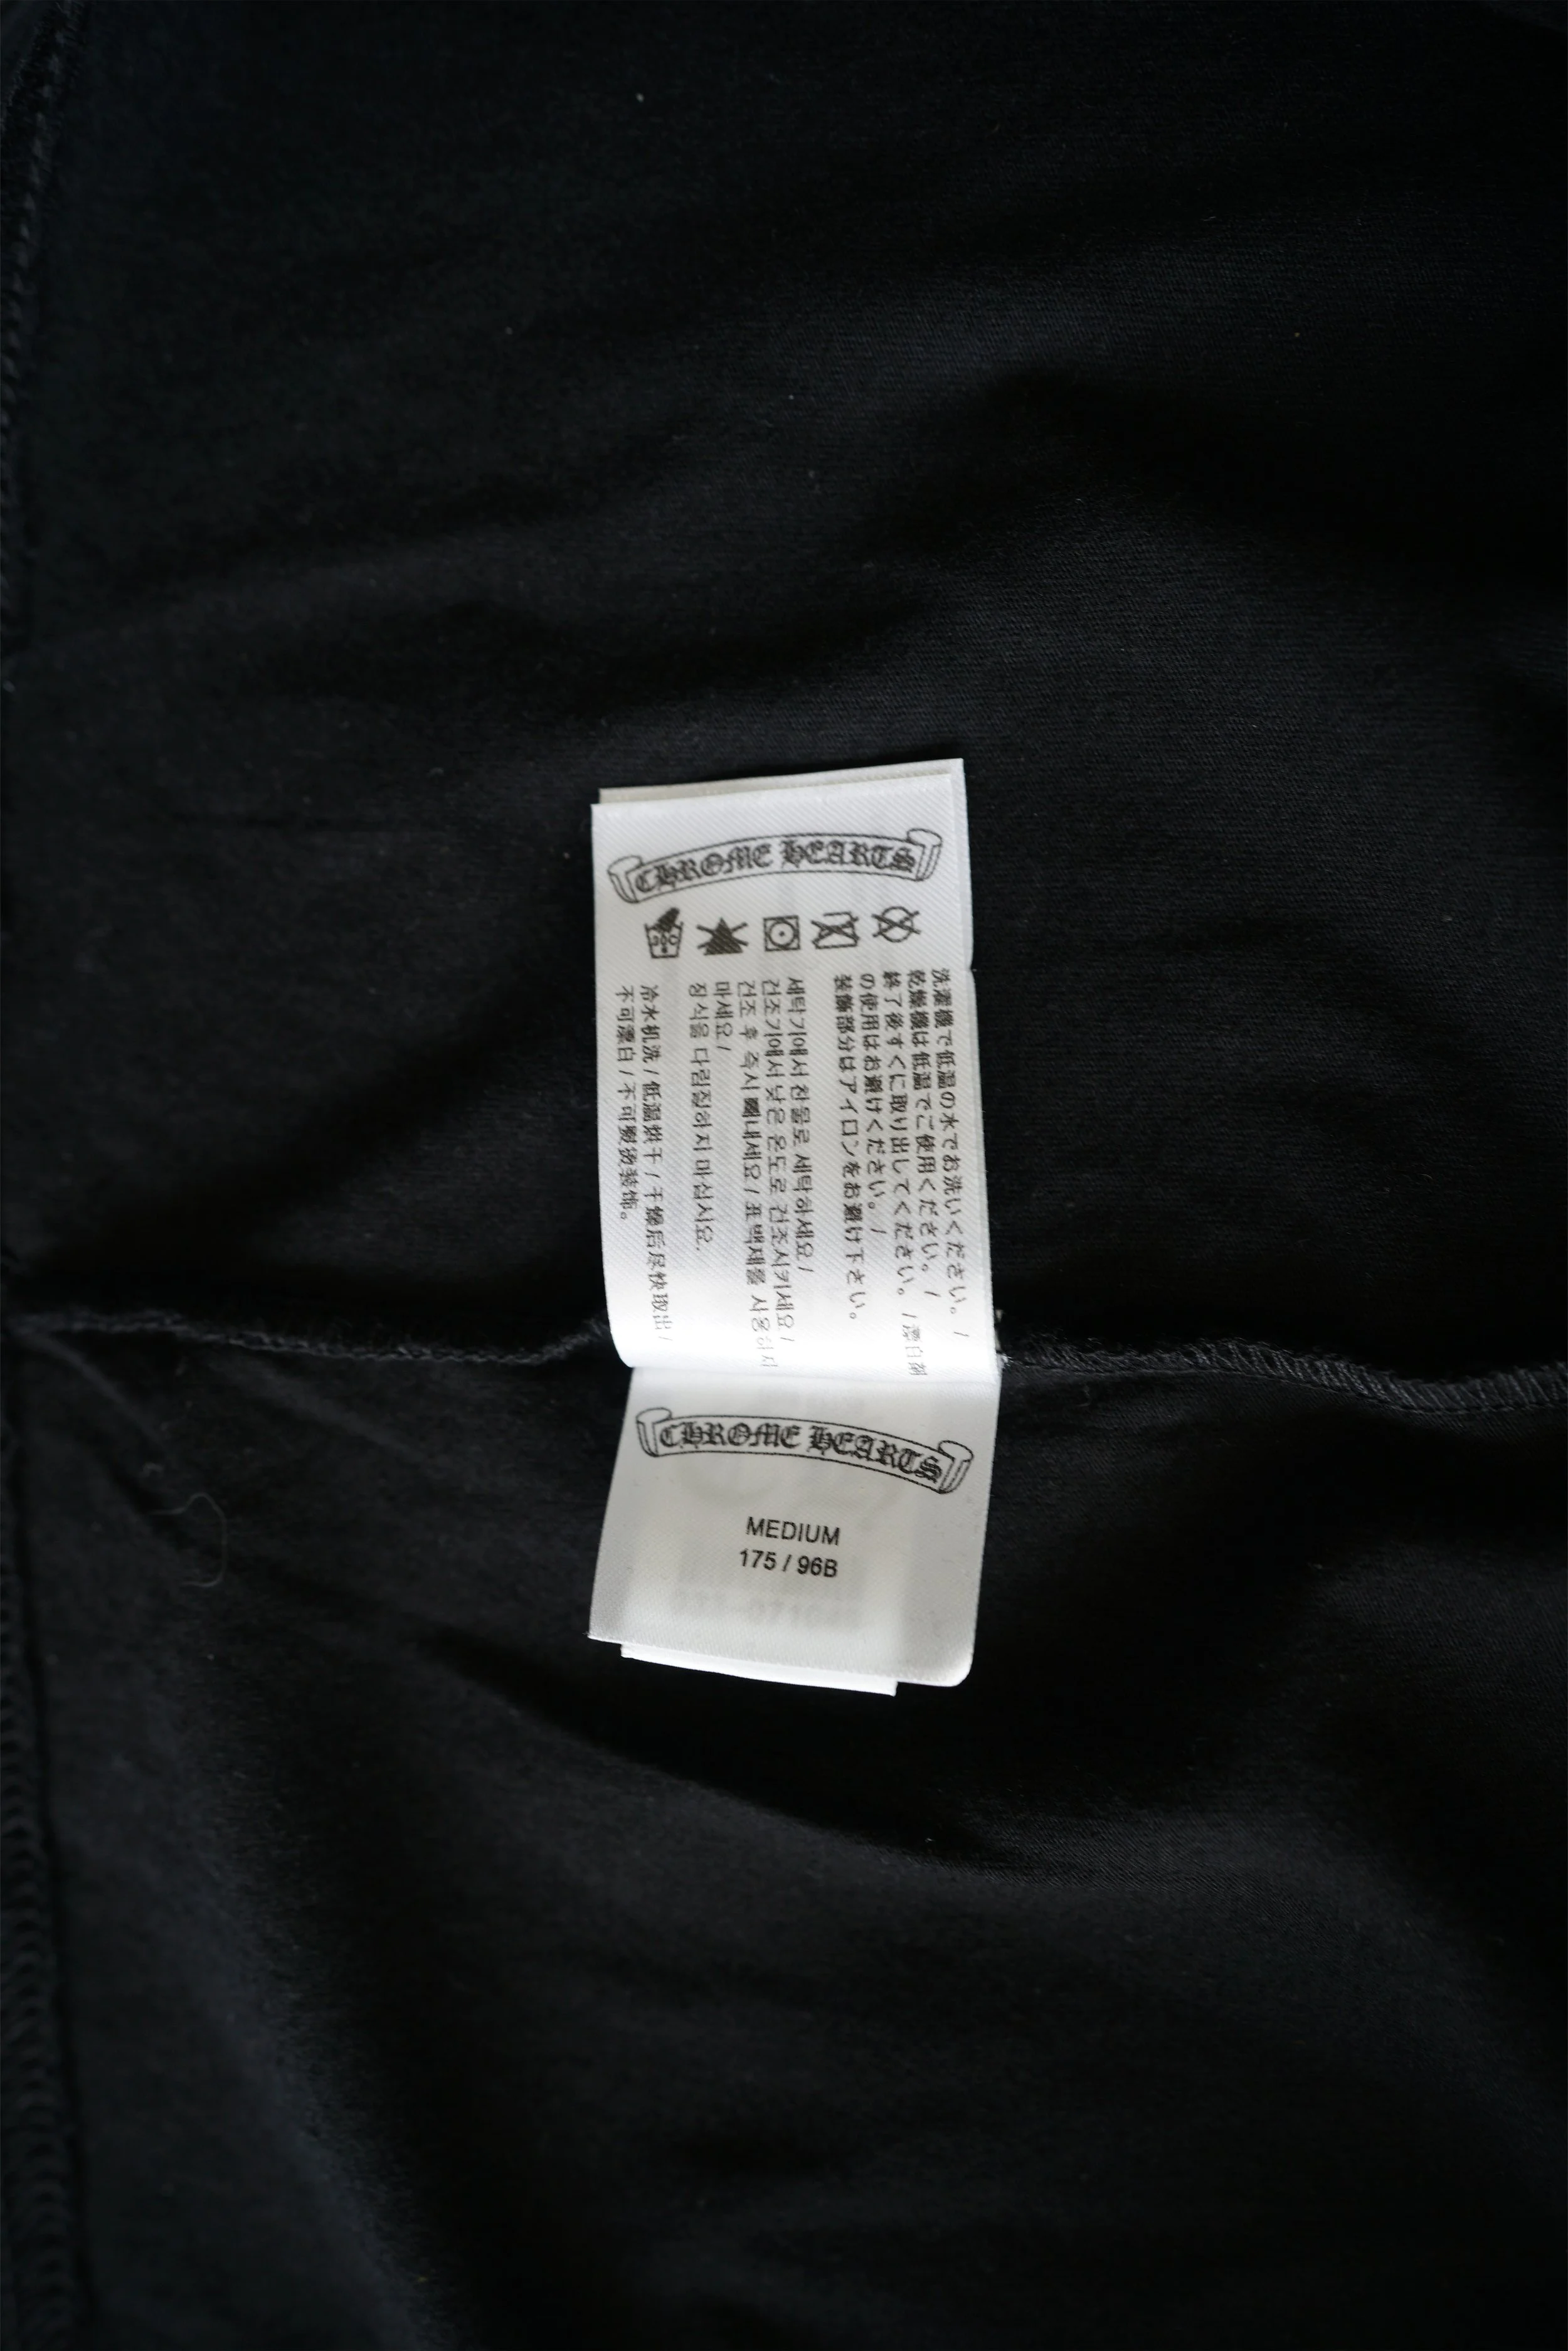 CHROME HEARTS
洗濯機で低温の水でお洗いください。/
乾燥機は低温でご使用ください。/
終了後すぐに取り出してください。/漂白剤
の使用はお避けください。/
装飾部分はアイロンをお避け下さい。
세탁기에서 찬물로 세탁하세요/
건조기에서 낮은 온도로 건조시키세요/
건조 후 즉시 빼내세요/표백제를 사용하지
마세요/
장식을 다림질하지 마십시요.
冷水机洗/低温烘干/干燥后尽快取出/
不可漂白/不可熨烫装饰。
CHROME HEARTS
MEDIUM
175 / 96B